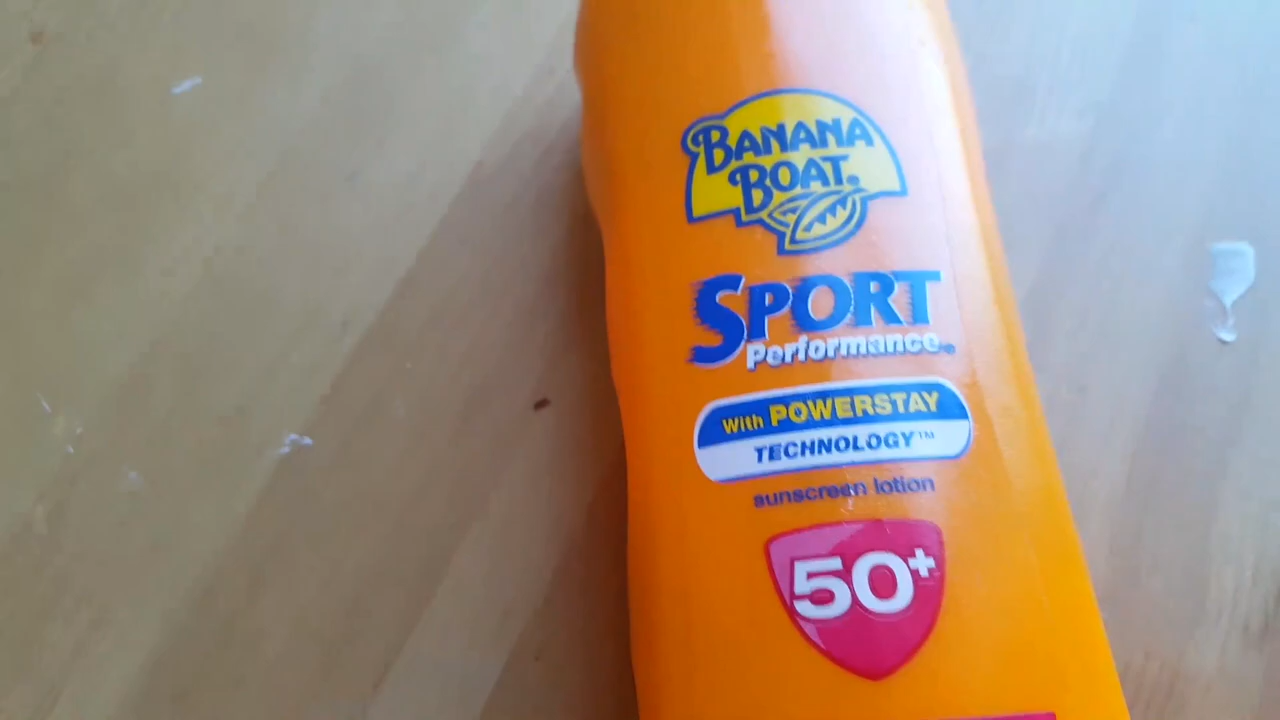 BANANA
BOAT®
SPORT
Performance®
With POWERSTAY
TECHNOLOGY™
sunscreen lotion
50+